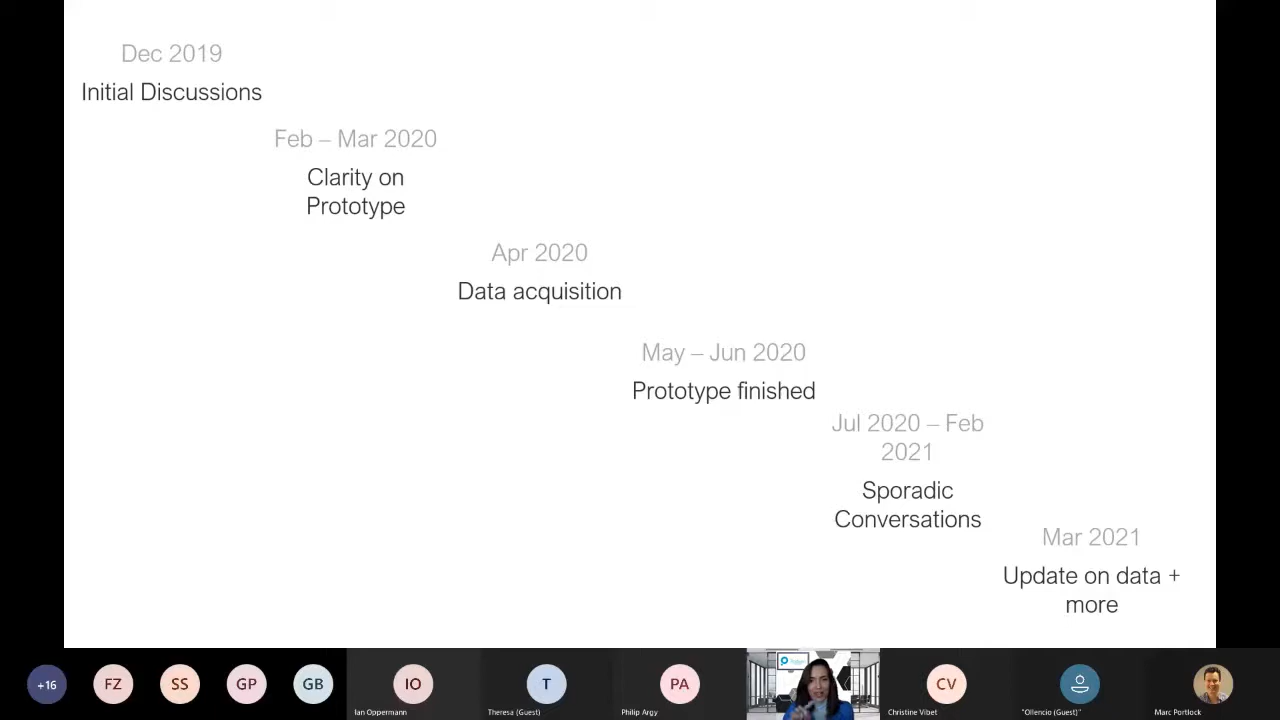 Dec 2019
Initial Discussions
Feb – Mar 2020
Clarity on
Prototype
Apr 2020
Data acquisition
May – Jun 2020
Prototype finished
Jul 2020 – Feb
2021
Sporadic
Conversations
Mar 2021
Update on data +
more
+16
FZ
SS
GP
GB
IO
T
PA
CV
Ian Oppermann
Theresa (Guest)
Philip Argy
Christine Vibet
"Ollencio (Guest)"
Marc Portlock